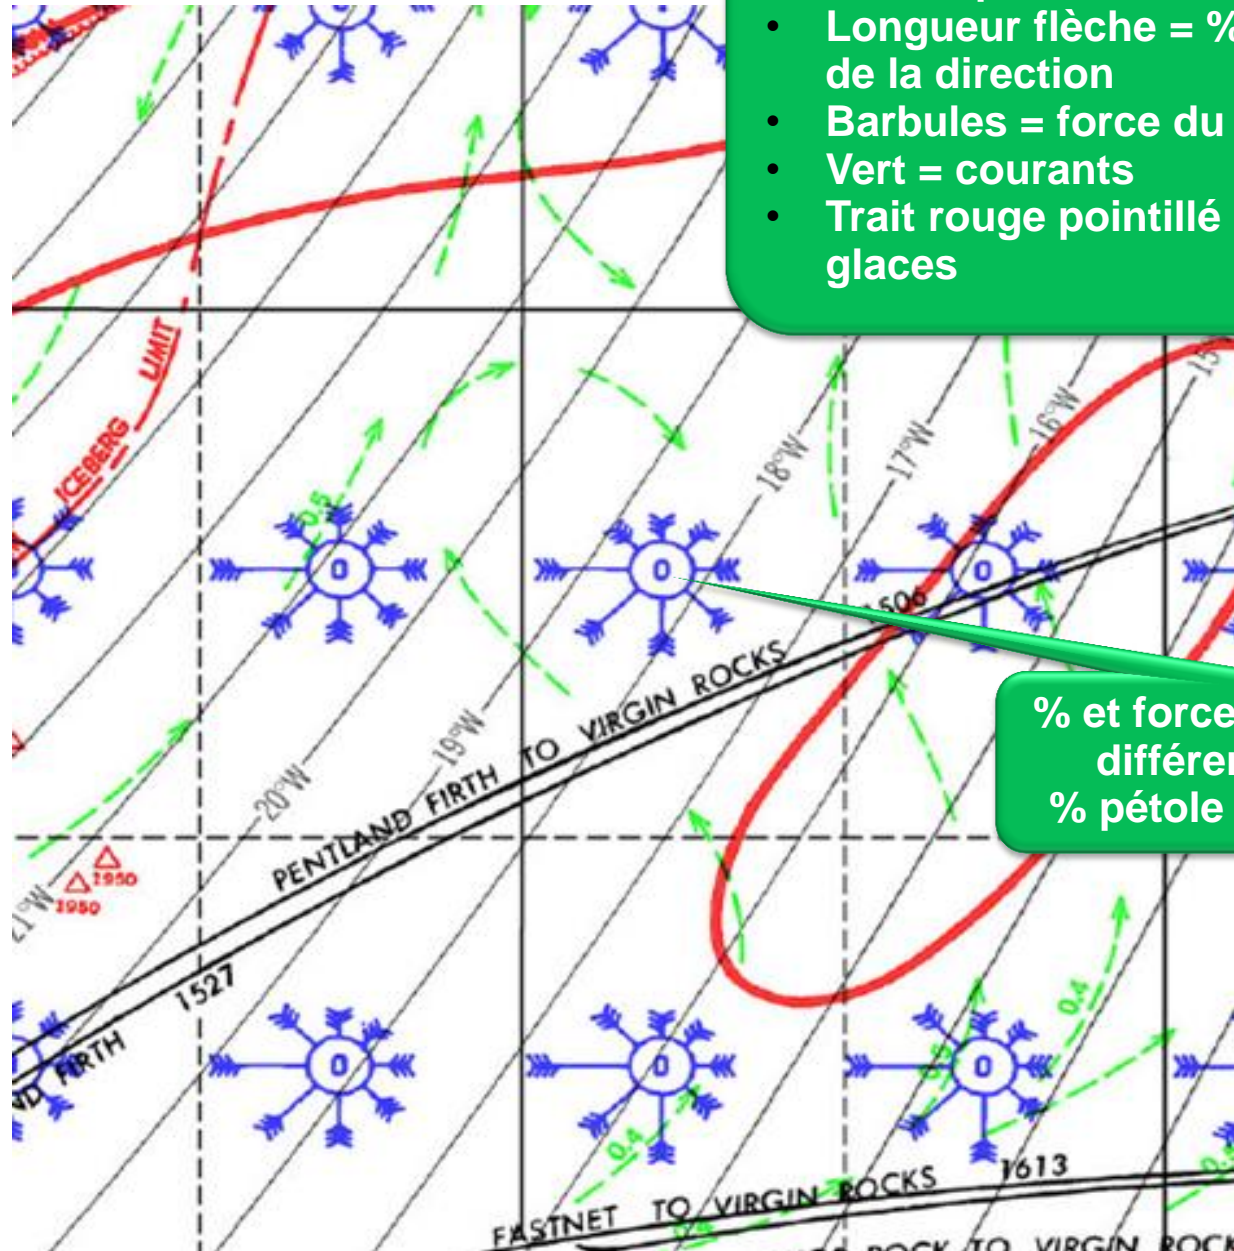 • Longueur flèche = %
de la direction
• Barbules = force du
• Vert = courants
• Trait rouge pointillé
glaces
LIMIT
ICEBERG
15
16°W
17°W
18°W
0.5
0
0
0
1506
% et force
différen
% pétole
PENTLAND FIRTH TO VIRGIN ROCKS
19°W
20°W
21°W
1950
1950
1527
ND FIRTH
0.4
0.5
0
0
0
0.4
FASTNET TO VIRGIN ROCKS
1613
ROCK TO VIRGIN ROCK